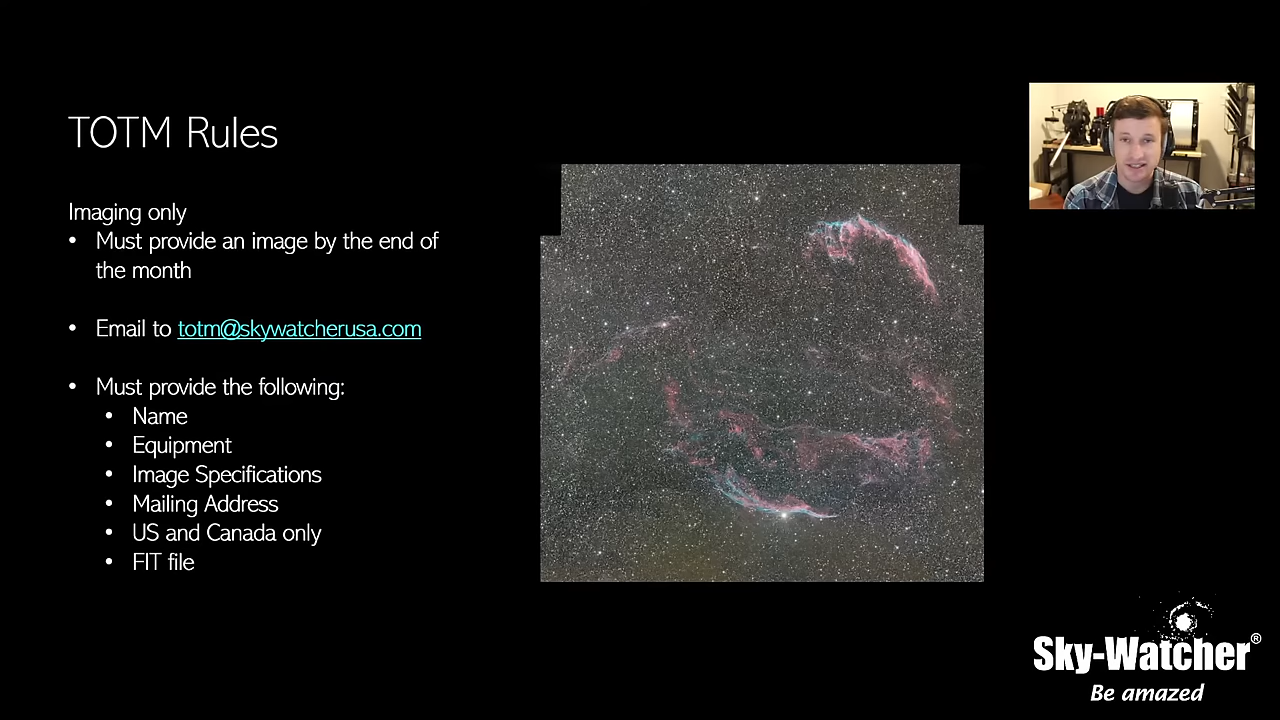 TOTM Rules
Imaging only
• Must provide an image by the end of
the month
• Email to totm@skywatcherusa.com
• Must provide the following:
• Name
• Equipment
• Image Specifications
• Mailing Address
• US and Canada only
• FIT file
Sky-Watcher®
Be amazed